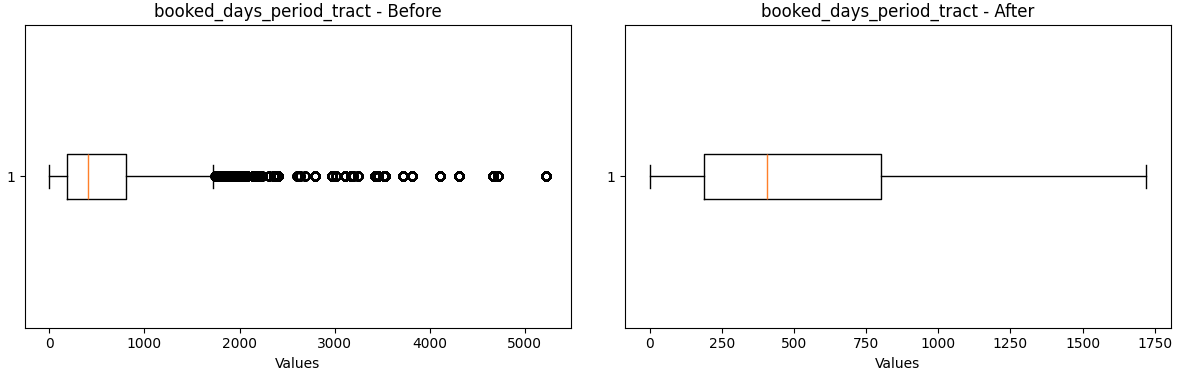 booked_days_period_tract - Before
1
0 1000 2000 3000 4000 5000
Values
booked_days_period_tract - After
1
0 250 500 750 1000 1250 1500 1750
Values